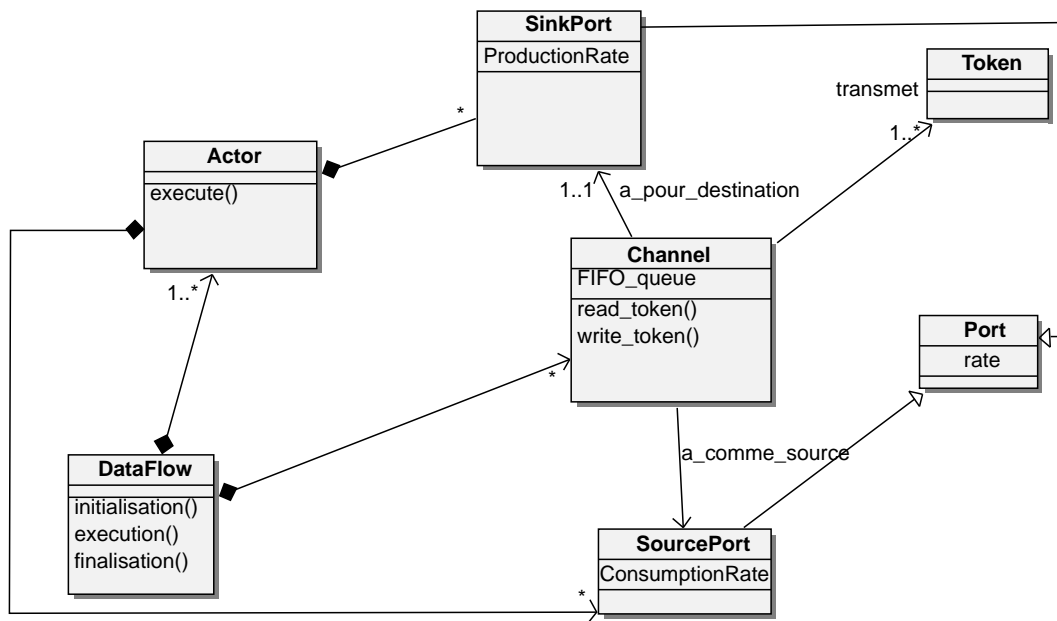 SinkPort
ProductionRate
Token
transmet
1..*
*
Actor
execute()
1..1
a_pour_destination
Channel
FIFO_queue
read_token()
write_token()
1..*
*
Port
rate
a_comme_source
DataFlow
initialisation()
execution()
finalisation()
SourcePort
ConsumptionRate
*